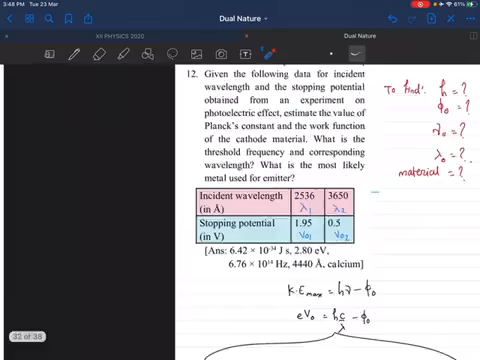 3:48 PM Tue 23 Mar
Dual Nature
61%
XII PHYSICS 2020
Dual Nature
12. Given the following data for incident
wavelength and the stopping potential
obtained from an experiment on
photoelectric effect, estimate the value of
Planck's constant and the work function
of the cathode material. What is the
threshold frequency and corresponding
wavelength? What is the most likely
metal used for emitter?
Incident wavelength 2536 3650
(in Å) λ1 λ2
Stopping potential 1.95 0.5
(in V) V01 V02
[Ans: 6.42 × 10⁻³⁴ J s, 2.80 eV,
6.76 × 10¹⁴ Hz, 4440 Å, calcium]
To find: h = ?
ϕ0 = ?
ν0 = ?
λ0 = ?
material = ?
K.Emax = hν − ϕ0
eV0 = hc/λ − ϕ0
32 of 38